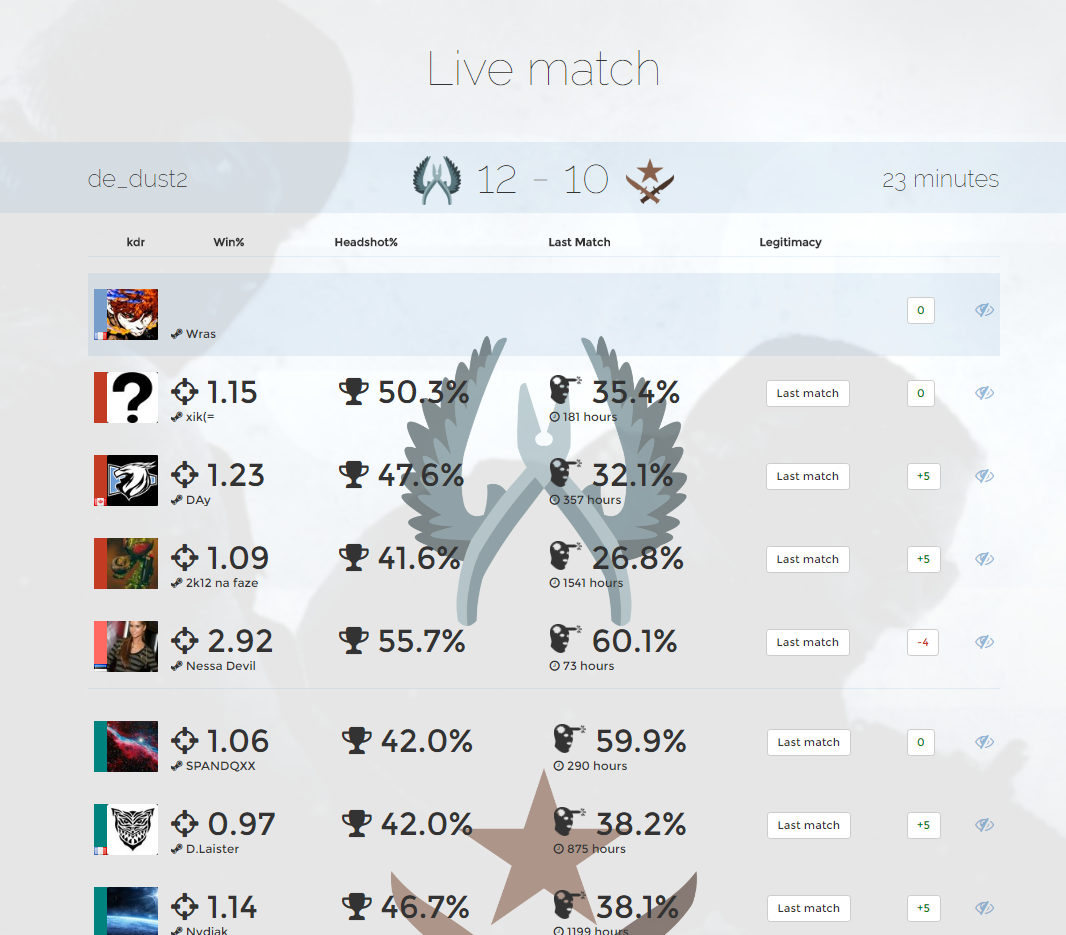 Live match
de_dust2 12 - 10 23 minutes
kdr Win% Headshot% Last Match Legitimacy
0
Wras
1.15 50.3% 35.4% Last match 0
xik(= 181 hours
1.23 47.6% 32.1% Last match +5
DAy 357 hours
1.09 41.6% 26.8% Last match +5
2k12 na faze 1541 hours
2.92 55.7% 60.1% Last match -4
Nessa Devil 73 hours
1.06 42.0% 59.9% Last match 0
SPANDQXX 290 hours
0.97 42.0% 38.2% Last match +5
D.Laister 875 hours
1.14 46.7% 38.1% Last match +5
Nydiak 1199 hours